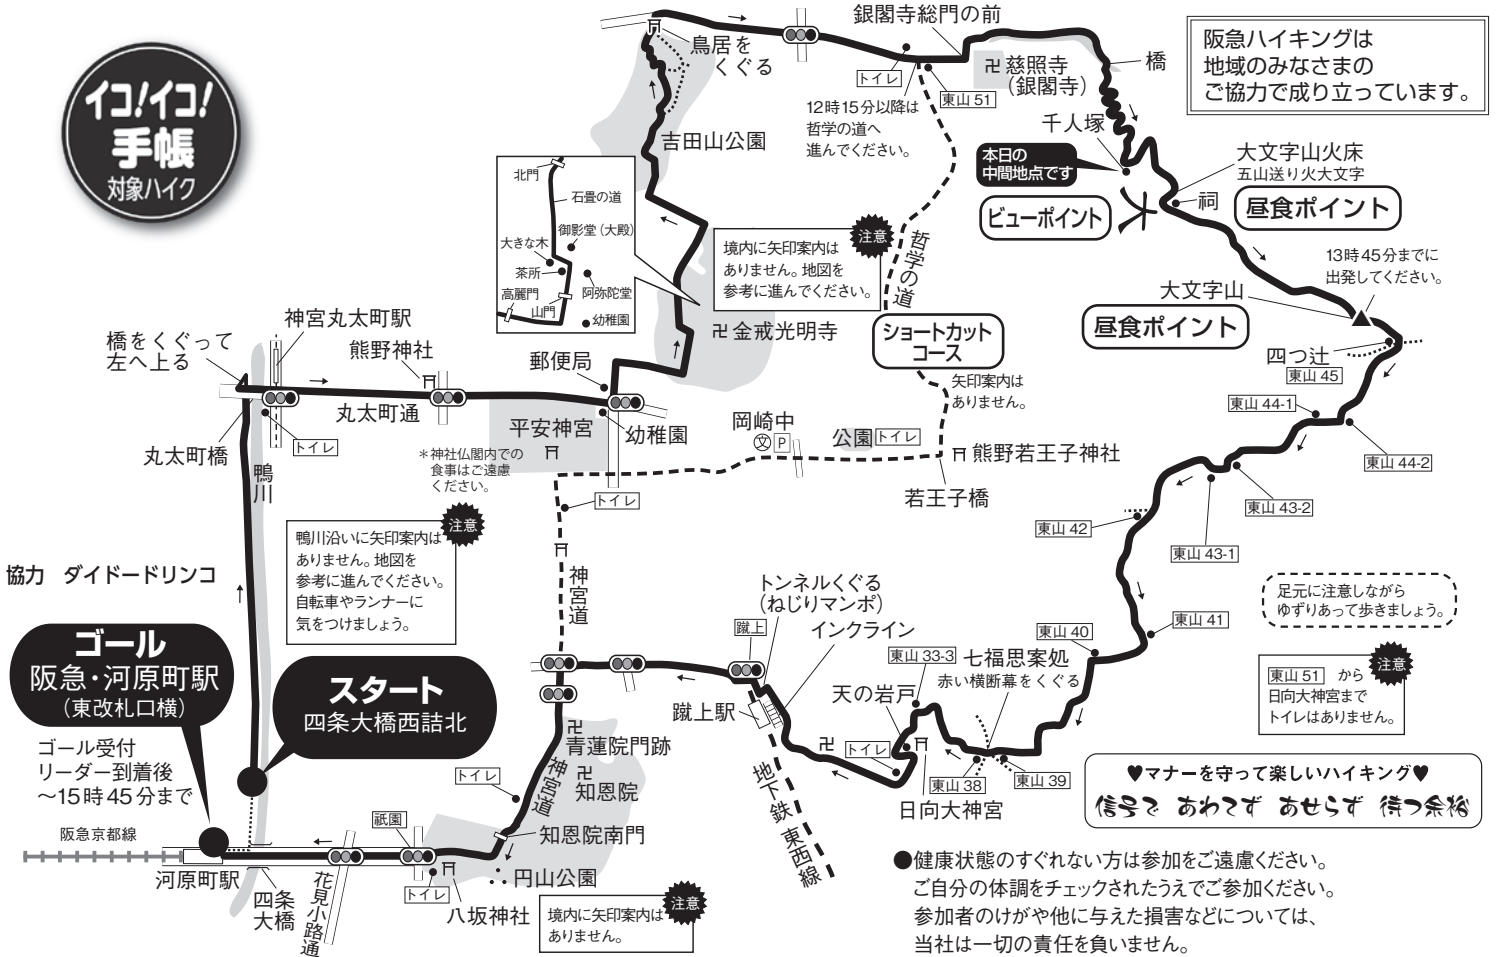 イコ!イコ!
手帳
対象ハイク
鳥居を
くぐる
銀閣寺総門の前
トイレ
東山 51
12時15分以降は
哲学の道へ
進んでください。
慈照寺
(銀閣寺)
橋
阪急ハイキングは
地域のみなさまの
ご協力で成り立っています。
千人塚
本日の
中間地点です
ビューポイント
大文字山火床
五山送り火大文字
祠
昼食ポイント
吉田山公園
北門
石畳の道
御影堂(大殿)
大きな木
茶所
高麗門
山門
阿弥陀堂
幼稚園
注意
境内に矢印案内は
ありません。地図を
参考に進んでください。
哲学の道
13時45分までに
出発してください。
大文字山
昼食ポイント
金戒光明寺
ショートカット
コース
四つ辻
東山 45
橋をくぐって
左へ上る
神宮丸太町駅
熊野神社
郵便局
矢印案内は
ありません。
東山 44-1
丸太町通
平安神宮
幼稚園
岡崎中
文
P
公園
トイレ
熊野若王子神社
丸太町橋
トイレ
鴨川
*神社仏閣内での
食事はご遠慮
ください。
若王子橋
東山 44-2
東山 43-2
トイレ
東山 42
東山 43-1
注意
鴨川沿いに矢印案内は
ありません。地図を
参考に進んでください。
自転車やランナーに
気をつけましょう。
神宮道
協力 ダイドードリンコ
トンネルくぐる
(ねじりマンポ)
インクライン
蹴上
足元に注意しながら
ゆずりあって歩きましょう。
東山 41
東山 40
ゴール
阪急・河原町駅
(東改札口横)
スタート
四条大橋西詰北
東山 33-3
七福思案処
赤い横断幕をくぐる
天の岩戸
注意
東山 51 から
日向大神宮まで
トイレはありません。
蹴上駅
トイレ
東山 38
東山 39
日向大神宮
ゴール受付
リーダー到着後
~15時45分まで
青蓮院門跡
神宮道
知恩院
トイレ
地下鉄 東西線
♥マナーを守って楽しいハイキング♥
信号で あわてず あせらず 待つ余裕
阪急京都線
祇園
知恩院南門
河原町駅
四条
大橋
花見小路通
トイレ
八坂神社
円山公園
注意
境内に矢印案内は
ありません。
●健康状態のすぐれない方は参加をご遠慮ください。
ご自分の体調をチェックされたうえでご参加ください。
参加者のけがや他に与えた損害などについては、
当社は一切の責任を負いません。